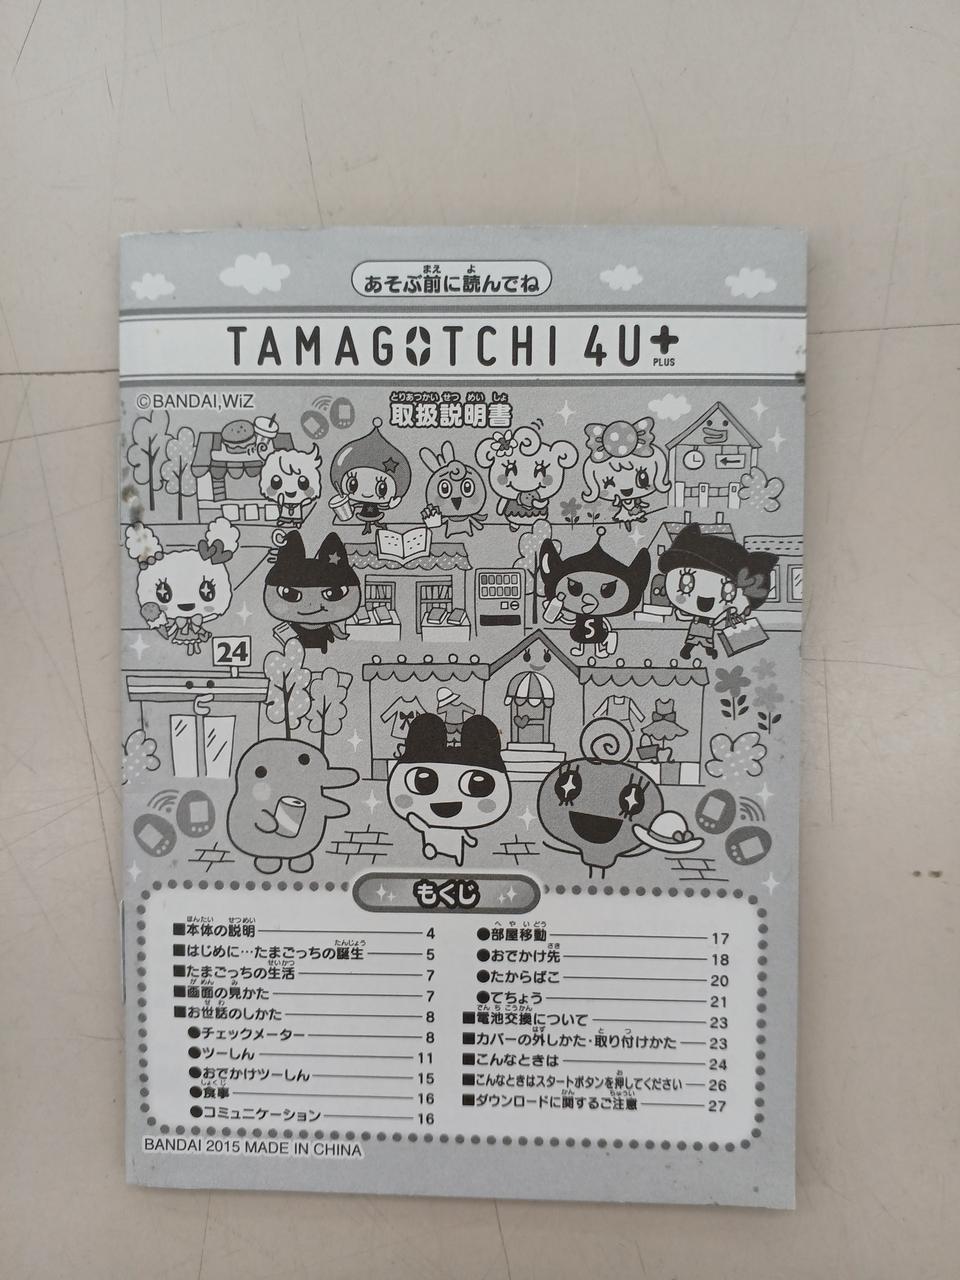 あそぶ前に読んでね
TAMAGOTCHI 4U+
PLUS
©BANDAI,WiZ
取扱説明書
24
S
もくじ
■本体の説明 4
■はじめに…たまごっちの誕生 5
■たまごっちの生活 7
■画面の見かた 7
■お世話のしかた 8
●チェックメーター 8
●ツーしん 11
●おでかけツーしん 15
●食事 16
●コミュニケーション 16
●部屋移動 17
●おでかけ先 18
●たからばこ 20
●てちょう 21
■電池交換について 23
■カバーの外しかた・取り付けかた 23
■こんなときは 24
■こんなときはスタートボタンを押してください 26
■ダウンロードに関するご注意 27
BANDAI 2015 MADE IN CHINA